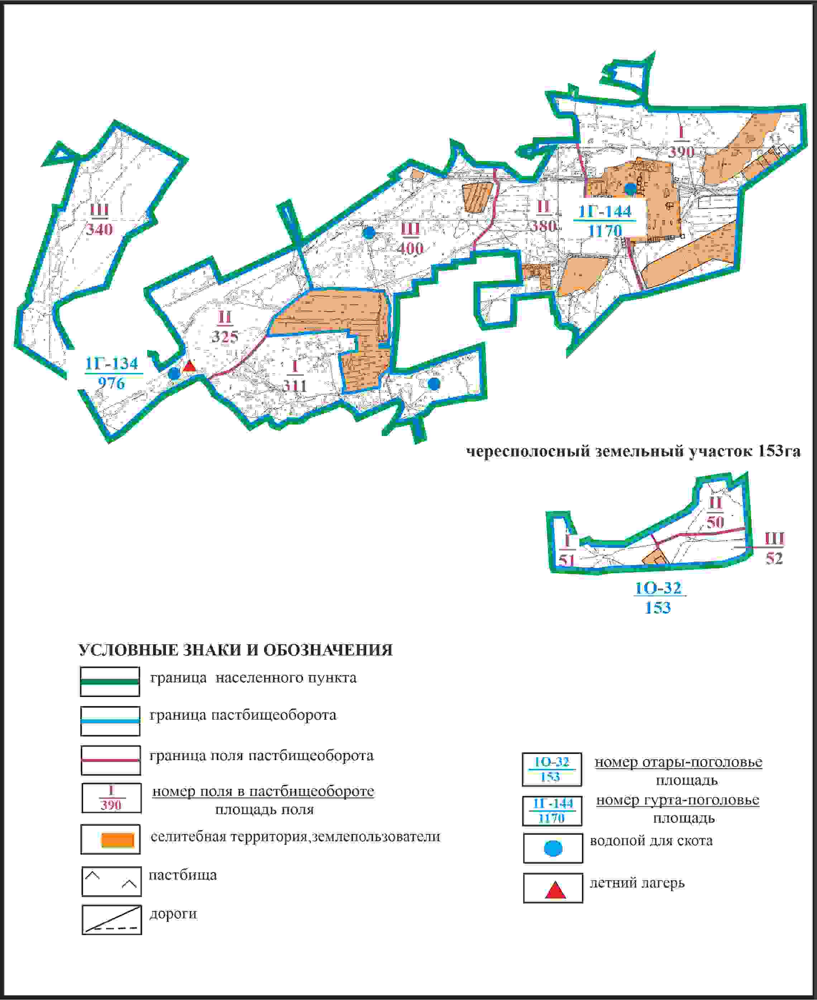 I
390
III
340
II
380
1Г-144
1170
III
400
II
325
I
311
1Г-134
976
чересполосный земельный участок 153га
II
50
I
51
III
52
1О-32
153
УСЛОВНЫЕ ЗНАКИ И ОБОЗНАЧЕНИЯ
граница населенного пункта
граница пастбищеоборота
граница поля пастбищеоборота
I
390
номер поля в пастбищеобороте
площадь поля
селитебная территория,землепользователи
пастбища
дороги
1О-32
153
номер отары-поголовье
площадь
1Г-144
1170
номер гурта-поголовье
площадь
водопой для скота
летний лагерь